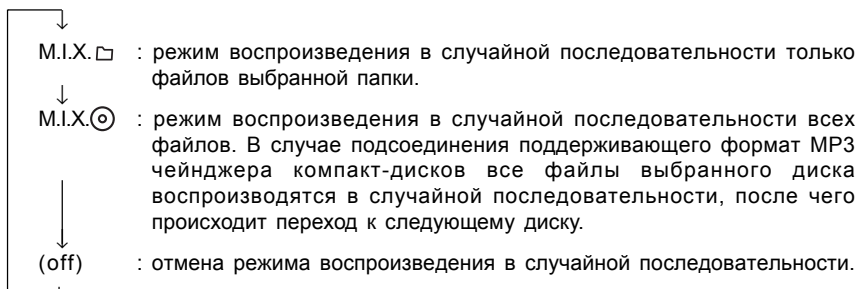 M.I.X. : режим воспроизведения в случайной последовательности только
файлов выбранной папки.
M.I.X. : режим воспроизведения в случайной последовательности всех
файлов. В случае подсоединения поддерживающего формат MP3
чейнджера компакт-дисков все файлы выбранного диска
воспроизводятся в случайной последовательности, после чего
происходит переход к следующему диску.
(off) : отмена режима воспроизведения в случайной последовательности.